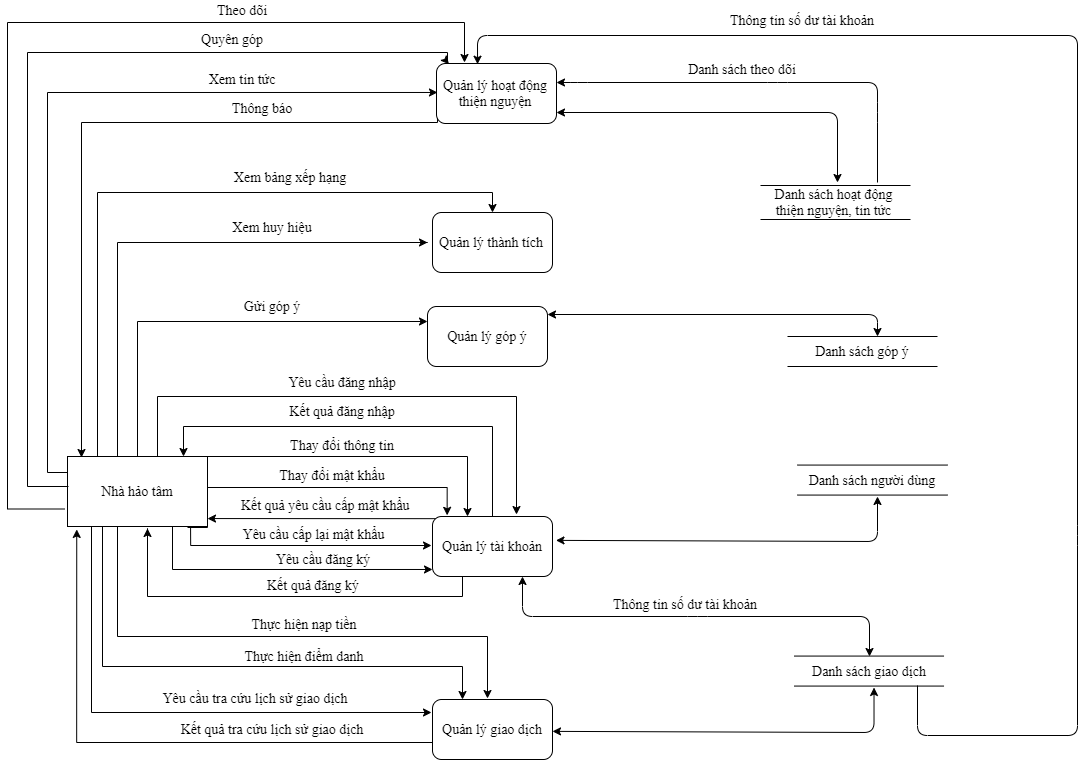 Theo dõi
Thông tin số dư tài khoản
Quyên góp
Danh sách theo dõi
Xem tin tức
Quản lý hoạt động
thiện nguyện
Thông báo
Xem bảng xếp hạng
Danh sách hoạt động
thiện nguyện, tin tức
Xem huy hiệu
Quản lý thành tích
Gửi góp ý
Quản lý góp ý
Danh sách góp ý
Yêu cầu đăng nhập
Kết quả đăng nhập
Thay đổi thông tin
Thay đổi mật khẩu
Danh sách người dùng
Nhà hảo tâm
Kết quả yêu cầu cấp mật khẩu
Yêu cầu cấp lại mật khẩu
Quản lý tài khoản
Yêu cầu đăng ký
Kết quả đăng ký
Thông tin số dư tài khoản
Thực hiện nạp tiền
Thực hiện điểm danh
Danh sách giao dịch
Yêu cầu tra cứu lịch sử giao dịch
Kết quả tra cứu lịch sử giao dịch
Quản lý giao dịch